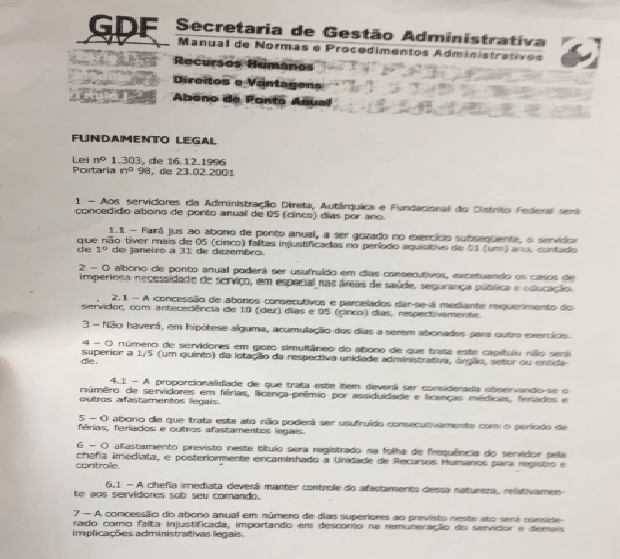 GDF Secretaria de Gestão Administrativa
Manual de Normas e Procedimentos Administrativos
Recursos Humanos
Direitos e Vantagens
Abono de Ponto Anual
FUNDAMENTO LEGAL
Lei nº 1.303, de 16.12.1996
Portaria nº 98, de 23.02.2001
1 – Aos servidores da Administração Direta, Autárquica e Fundacional do Distrito Federal será
concedido abono de ponto anual de 05 (cinco) dias por ano.
1.1 – Fará jus ao abono de ponto anual, a ser gozado no exercício subseqüente, o servidor
que não tiver mais de 05 (cinco) faltas injustificadas no período aquisitivo de 01 (um) ano, contado
de 1º de janeiro a 31 de dezembro.
2 – O abono de ponto anual poderá ser usufruído em dias consecutivos, excetuando os casos de
imperiosa necessidade de serviço, em especial nas áreas de saúde, segurança pública e educação.
2.1 – A concessão de abonos consecutivos e parcelados dar-se-á mediante requerimento do
servidor, com antecedência de 10 (dez) dias e 05 (cinco) dias, respectivamente.
3 – Não haverá, em hipótese alguma, acumulação dos dias a serem abonados para outro exercício.
4 – O número de servidores em gozo simultâneo do abono de que trata este capítulo não será
superior a 1/5 (um quinto) da lotação da respectiva unidade administrativa, órgão, setor ou entida-
de.
4.1 – A proporcionalidade de que trata este item deverá ser considerada observando-se o
número de servidores em férias, licença-prêmio por assiduidade e licenças médicas, feriados e
outros afastamentos legais.
5 – O abono de que trata este ato não poderá ser usufruído consecutivamente com o período de
férias, feriados e outros afastamentos legais.
6 – O afastamento previsto neste título será registrado na folha de freqüência do servidor pela
chefia imediata, e posteriormente encaminhado a Unidade de Recursos Humanos para registro e
controle.
6.1 – A chefia imediata deverá manter controle do afastamento dessa natureza, relativamen-
te aos servidores sob seu comando.
7 – A concessão do abono anual em número de dias superiores ao previsto neste ato será conside-
rado como falta injustificada, importando em desconto na remuneração do servidor e demais
implicações administrativas legais.